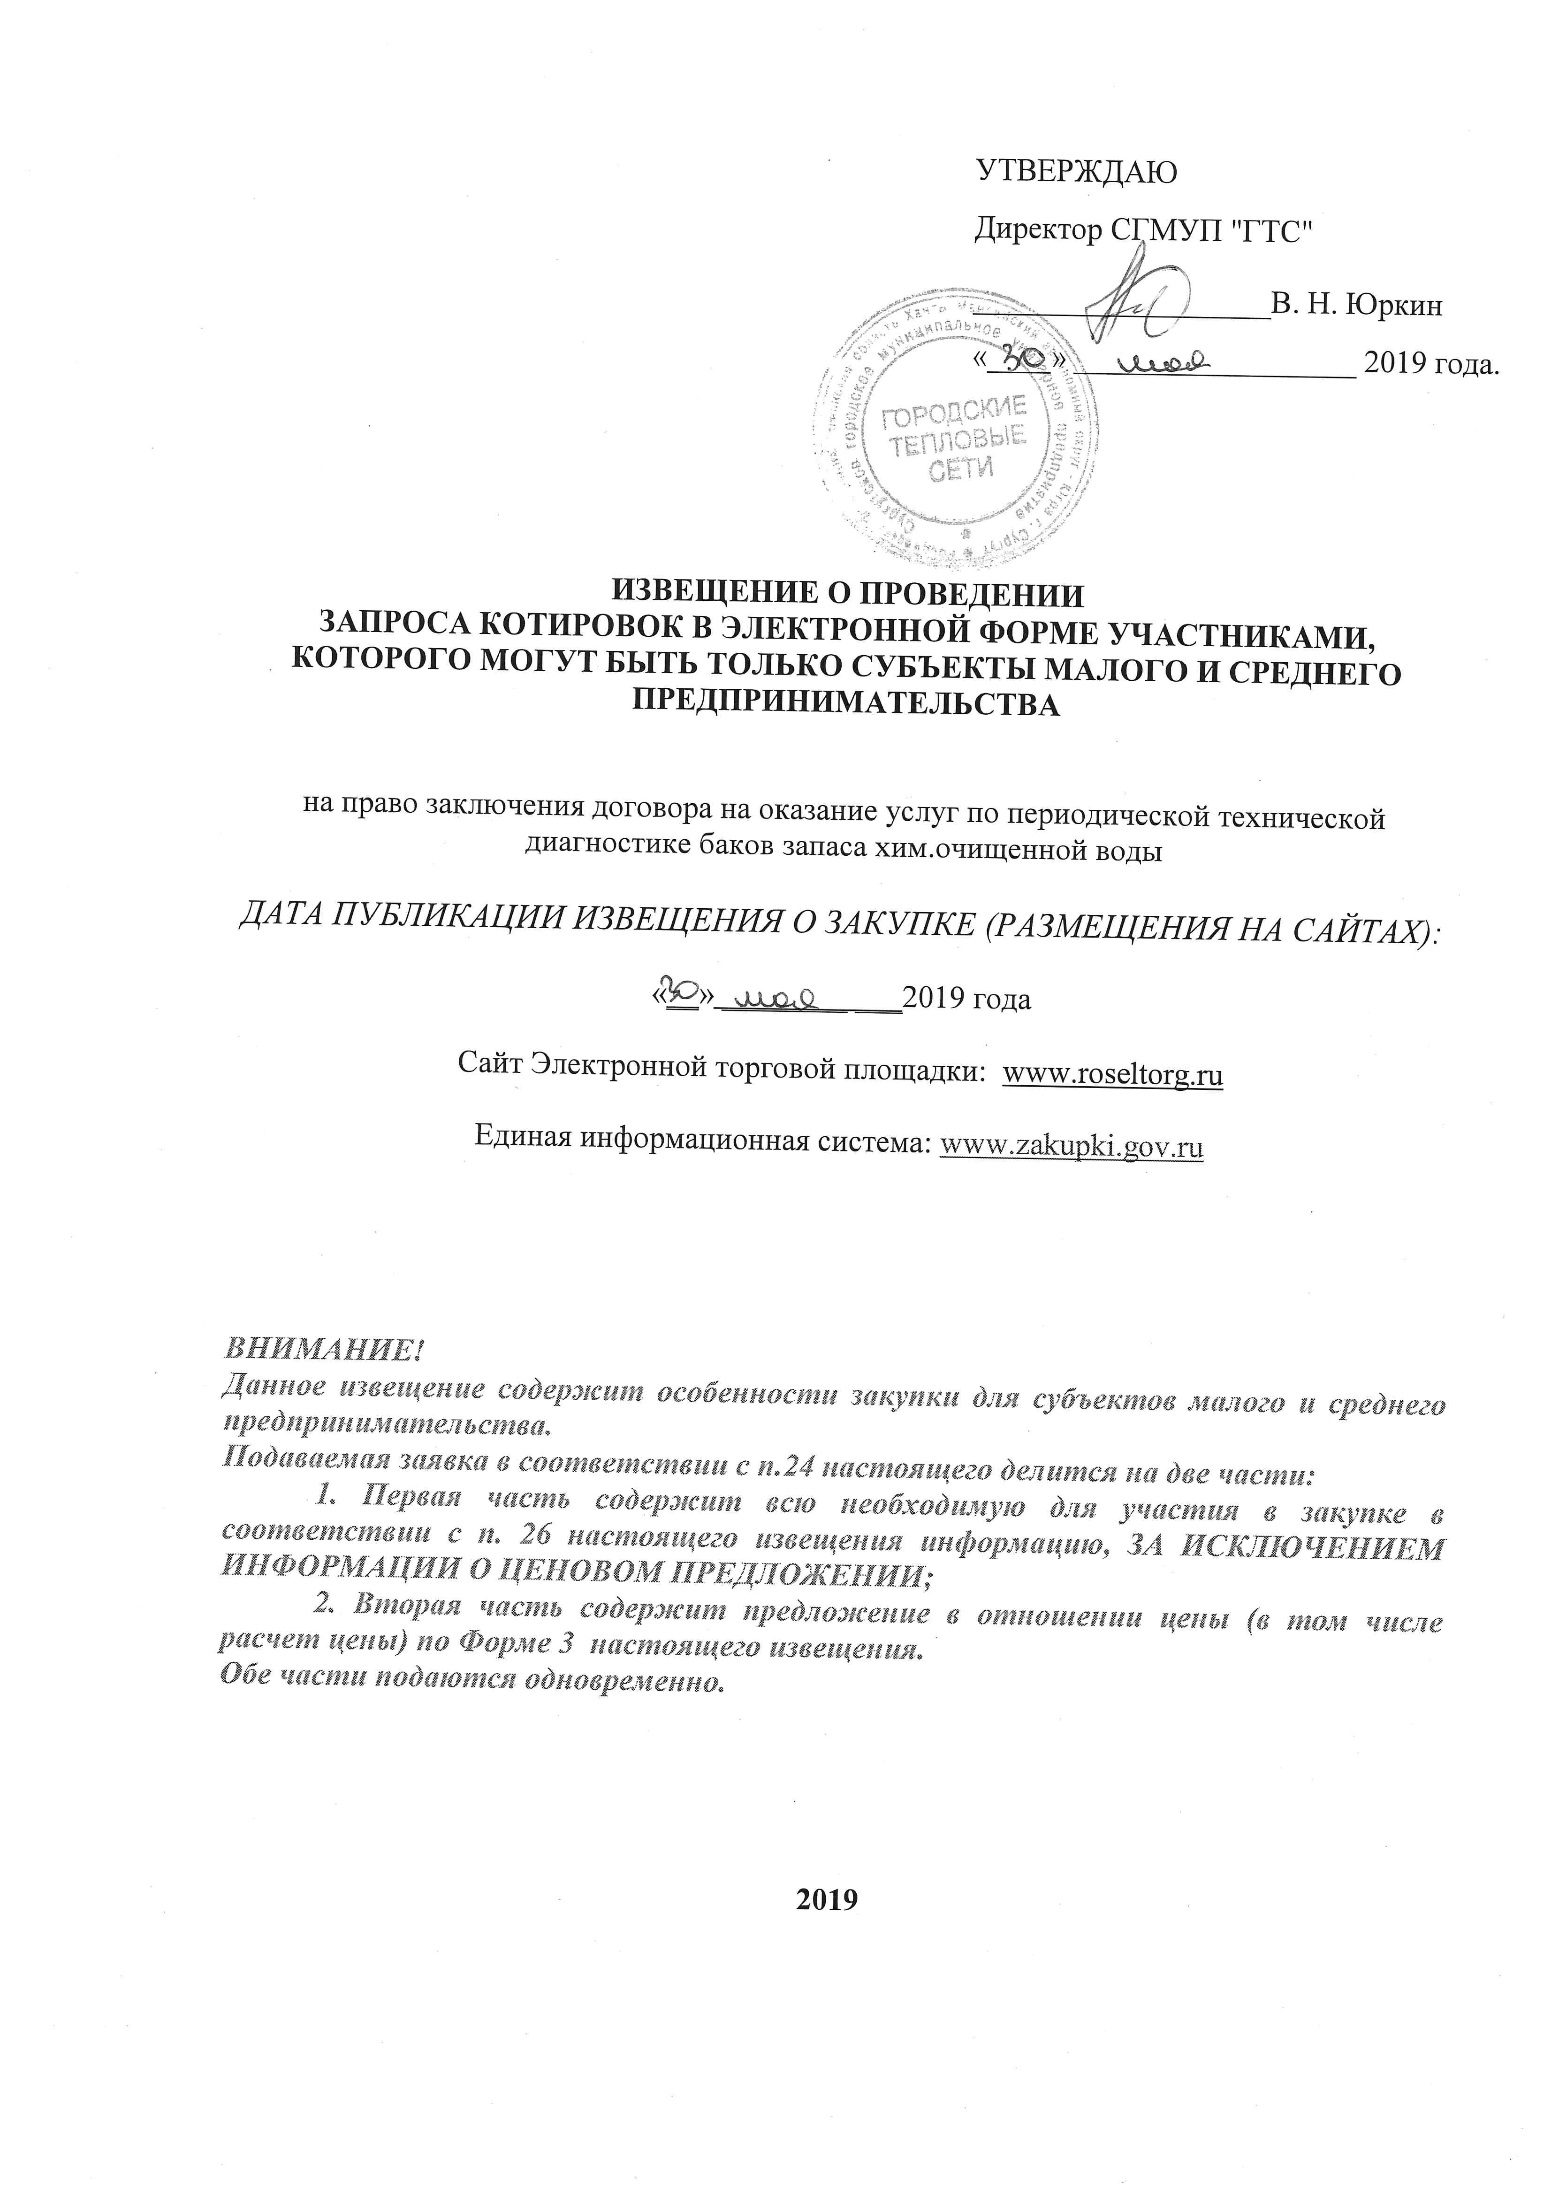 УТВЕРЖДАЮ
Директор СГМУП "ГТС"
В. Н. Юркин
«30» мая 2019 года.
Сургутское городское муниципальное унитарное предприятие
ГОРОДСКИЕ
ТЕПЛОВЫЕ
СЕТИ
ИЗВЕЩЕНИЕ О ПРОВЕДЕНИИ
ЗАПРОСА КОТИРОВОК В ЭЛЕКТРОННОЙ ФОРМЕ УЧАСТНИКАМИ,
КОТОРОГО МОГУТ БЫТЬ ТОЛЬКО СУБЪЕКТЫ МАЛОГО И СРЕДНЕГО
ПРЕДПРИНИМАТЕЛЬСТВА
на право заключения договора на оказание услуг по периодической технической
диагностике баков запаса хим.очищенной воды
ДАТА ПУБЛИКАЦИИ ИЗВЕЩЕНИЯ О ЗАКУПКЕ (РАЗМЕЩЕНИЯ НА САЙТАХ):
«30» мая 2019 года
Сайт Электронной торговой площадки: www.roseltorg.ru
Единая информационная система: www.zakupki.gov.ru
ВНИМАНИЕ!
Данное извещение содержит особенности закупки для субъектов малого и среднего
предпринимательства.
Подаваемая заявка в соответствии с п.24 настоящего делится на две части:
1. Первая часть содержит всю необходимую для участия в закупке в
соответствии с п. 26 настоящего извещения информацию, ЗА ИСКЛЮЧЕНИЕМ
ИНФОРМАЦИИ О ЦЕНОВОМ ПРЕДЛОЖЕНИИ;
2. Вторая часть содержит предложение в отношении цены (в том числе
расчет цены) по Форме 3 настоящего извещения.
Обе части подаются одновременно.
2019